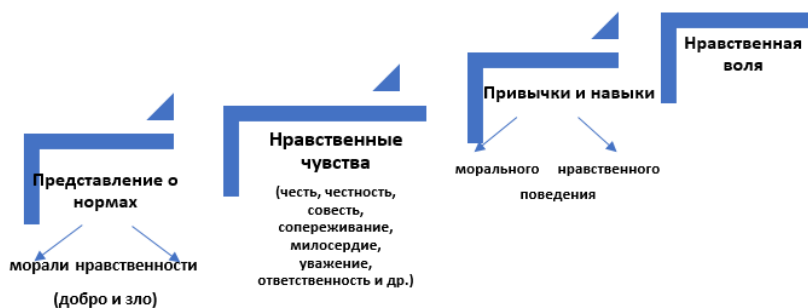 Представление о
нормах
морали нравственности
(добро и зло)
Нравственные
чувства
(честь, честность,
совесть,
сопереживание,
милосердие,
уважение,
ответственность и др.)
Привычки и навыки
морального нравственного
поведения
Нравственная
воля